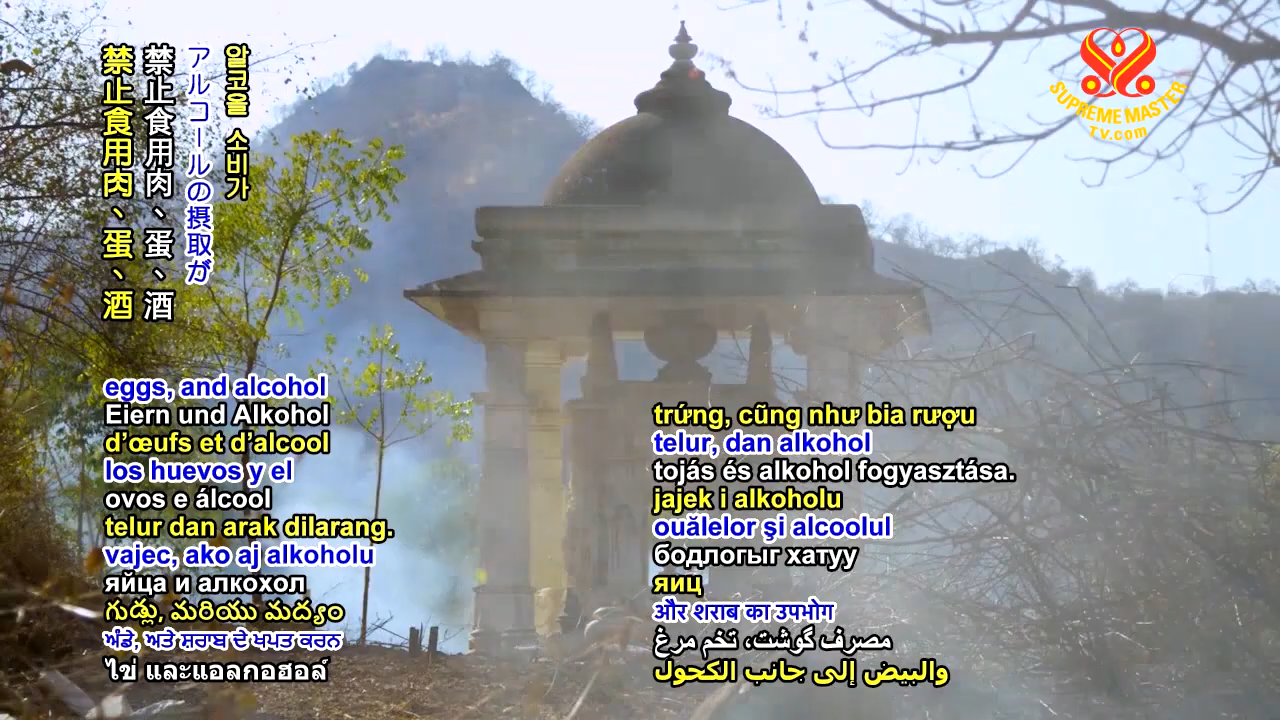 알코올 소비가
アルコールの摂取が
禁止食用肉、蛋、酒
禁止食用肉、蛋、酒
SUPREME MASTER
TV.com
eggs, and alcohol
Eiern und Alkohol
d'œufs et d'alcool
los huevos y el
ovos e álcool
telur dan arak dilarang.
vajec, ako aj alkoholu
яйца и алкохол
గుడ్లు, మరియు మద్యం
ਅੰਡੇ, ਅਤੇ ਸ਼ਰਾਬ ਦੇ ਖਪਤ ਕਰਨ
ไข่ และแอลกอฮอล์
trứng, cũng như bia rượu
telur, dan alkohol
tojás és alkohol fogyasztása.
jajek i alkoholu
ouălelor şi alcoolul
бодлогыг хатуу
яиц
और शराब का उपभोग
مصرف گوشت، تخم مرغ
والبيض إلى جانب الكحول